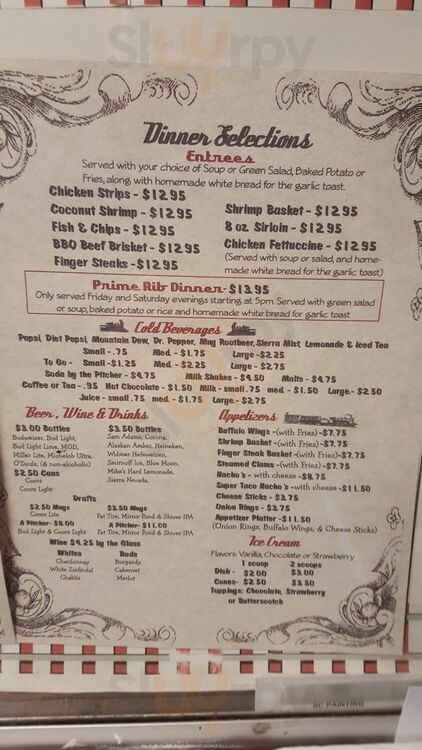 Sluurpy
Dinner Selections
Entrees
Served with your choice of Soup or Green Salad, Baked Potato or
Fries, along with homemade white bread for the garlic toast.
Chicken Strips - $12.95
Coconut Shrimp - $12.95
Fish & Chips - $12.95
BBQ Beef Brisket - $12.95
Finger Steaks - $12.95
Shrimp Basket - $12.95
8 oz. Sirloin - $12.95
Chicken Fettuccine - $12.95
(Served with soup or salad, and home-
made white bread for the garlic toast)
Prime Rib Dinner - $13.95
Only served Friday and Saturday evenings starting at 5pm. Served with green salad
or soup, baked potato or rice and homemade white bread for garlic toast
Cold Beverages
Pepsi, Diet Pepsi, Mountain Dew, Dr. Pepper, Mug Rootbeer, Sierra Mist, Lemonade & Iced Tea
Small - .75 Med. - $1.75 Large - $2.25
To Go - Small - $1.25 Med. - $2.25 Large - $2.75
Soda by the Pitcher - $4.75 Milk Shakes - $4.50 Malts - $4.75
Coffee or Tea - .95 Hot Chocolate - $1.50 Milk - small .75 med. - $1.50 Large - $2.50
Juice - small .75 med. - $1.75 Large - $2.75
Beer, Wine & Drinks
$3.00 Bottles
Budweiser, Bud Light,
Bud Light Lime, MGD,
Miller Lite, Michelob Ultra,
O'Douls, (& non-alcoholic)
$2.50 Cans
Coors
Coors Light
$3.50 Bottles
Sam Adams, Corona,
Alaskan Amber, Heineken,
Widmer Hefeweizen,
Smirnoff Ice, Blue Moon,
Mike's Hard Lemonade,
Sierra Nevada,
Drafts
$2.50 Mugs
Coors Lite
A Pitcher - $8.00
Bud Light & Coors Light
$3.50 Mugs
Fat Tire, Mirror Pond & Shiver IPA
A Pitcher - $11.00
Fat Tire, Mirror Pond & Shiver IPA
Wine $4.25 by the Glass
Whites
Chardonnay
White Zinfindal
Chablis
Reds
Burgandy
Cabernet
Merlot
Appetizers
Buffalo Wings - (with Fries) - $7.75
Shrimp Basket - (with Fries) - $7.75
Finger Steak Basket - (with Fries) - $7.75
Steamed Clams - (with Fries) - $7.75
Nacho's - with cheese - $8.75
Super Taco Nacho's - with cheese - $11.50
Cheese Sticks - $3.75
Onion Rings - $3.75
Appetizer Platter - $11.50
(Onion Rings, Buffalo Wings, & Cheese Sticks)
Ice Cream
Flavors Vanilla, Chocolate or Strawberry
1 scoop 2 scoops
Dish - $2.00 $3.00
Cones - $2.50 $3.50
Toppings: Chocolate, Strawberry
or Butterscotch
SC PAINTING